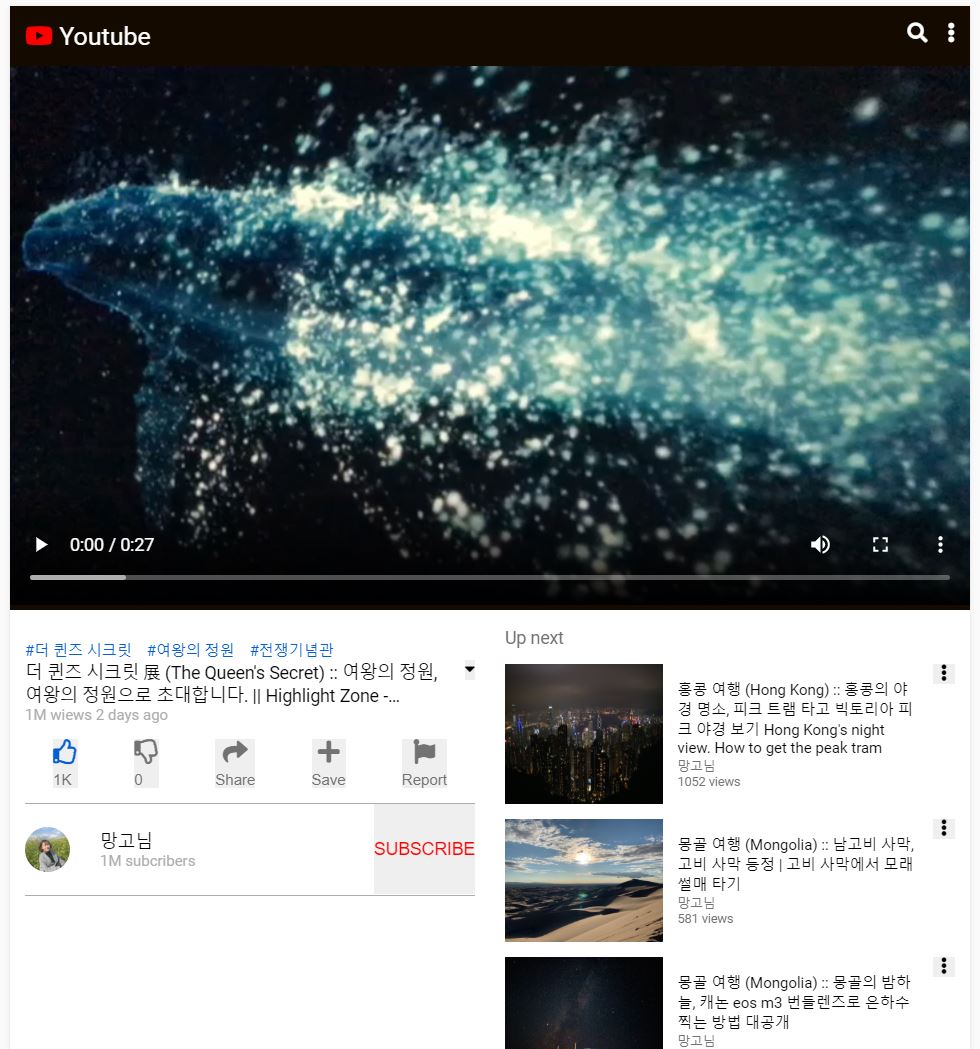 Youtube
0:00 / 0:27
#더 퀸즈 시크릿 #여왕의 정원 #전쟁기념관
더 퀸즈 시크릿 展 (The Queen's Secret) :: 여왕의 정원,
여왕의 정원으로 초대합니다. || Highlight Zone -...
1M wiews 2 days ago
1K
0
Share
Save
Report
망고님
1M subcribers
SUBSCRIBE
Up next
홍콩 여행 (Hong Kong) :: 홍콩의 야
경 명소, 피크 트램 타고 빅토리아 피
크 야경 보기 Hong Kong's night
view. How to get the peak tram
망고님
1052 views
몽골 여행 (Mongolia) :: 남고비 사막,
고비 사막 등정 | 고비 사막에서 모래
썰매 타기
망고님
581 views
몽골 여행 (Mongolia) :: 몽골의 밤하
늘, 캐논 eos m3 번들렌즈로 은하수
찍는 방법 대공개
망고님